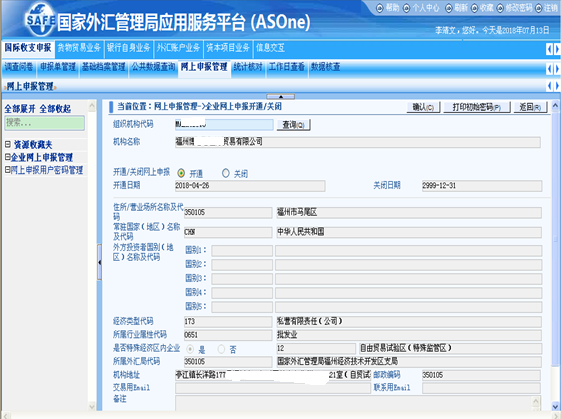 帮助 个人中心 刷新 收藏 修改密码 注销
SAFE 国家外汇管理局应用服务平台 (ASOne)
李靖文,您好, 今天是2018年07月13日
国际收支申报 货物贸易业务 银行自身业务 外汇账户业务 资本项目业务 信息交互
调查问卷 申报单管理 基础档案管理 公共数据查询 网上申报管理 统计核对 工作日查看 数据核查
网上申报管理
全部展开 全部收起
搜索...
资源收藏夹
企业网上申报管理
网上申报用户密码管理
当前位置:网上申报管理->企业网上申报开通/关闭
确认(C) 打印初始密码(P) 返回(R)
组织机构代码 查询(Q)
机构名称 福州 贸易有限公司
开通/关闭网上申报 开通 关闭
开通日期 2018-04-26 关闭日期 2999-12-31
住所/营业场所名称及代码 350105 福州市马尾区
常驻国家(地区)名称及代码 CHN 中华人民共和国
外方投资者国别(地区)名称及代码 国别1:
国别2:
国别3:
国别4:
国别5:
经济类型代码 173 私营有限责任(公司)
所属行业属性代码 0651 批发业
是否特殊经济区内企业 是 否 12 自由贸易试验区(特殊监管区)
所属外汇局代码 350105 国家外汇管理局福州经济技术开发区支局
机构地址 亭江镇长洋路177 21室(自贸试 邮政编码 350105
交易用Email 联系用Email
备注